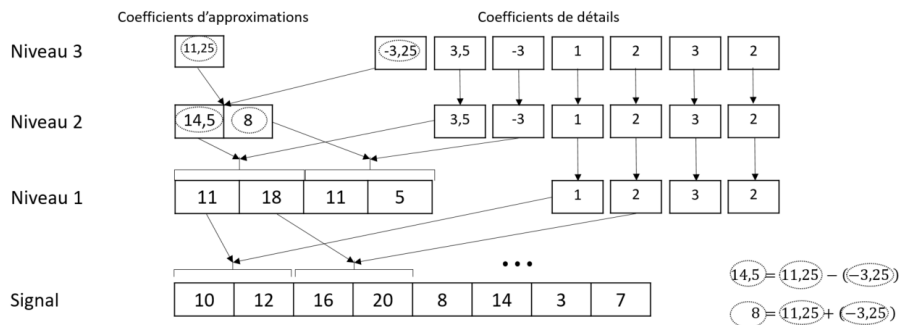 Coefficients d’approximations Coefficients de détails
Niveau 3 11,25 -3,25 3,5 -3 1 2 3 2
Niveau 2 14,5 8 3,5 -3 1 2 3 2
Niveau 1 11 18 11 5 1 2 3 2
•••
14,5 = 11,25 − (−3,25)
Signal 10 12 16 20 8 14 3 7
8 = 11,25 + (−3,25)